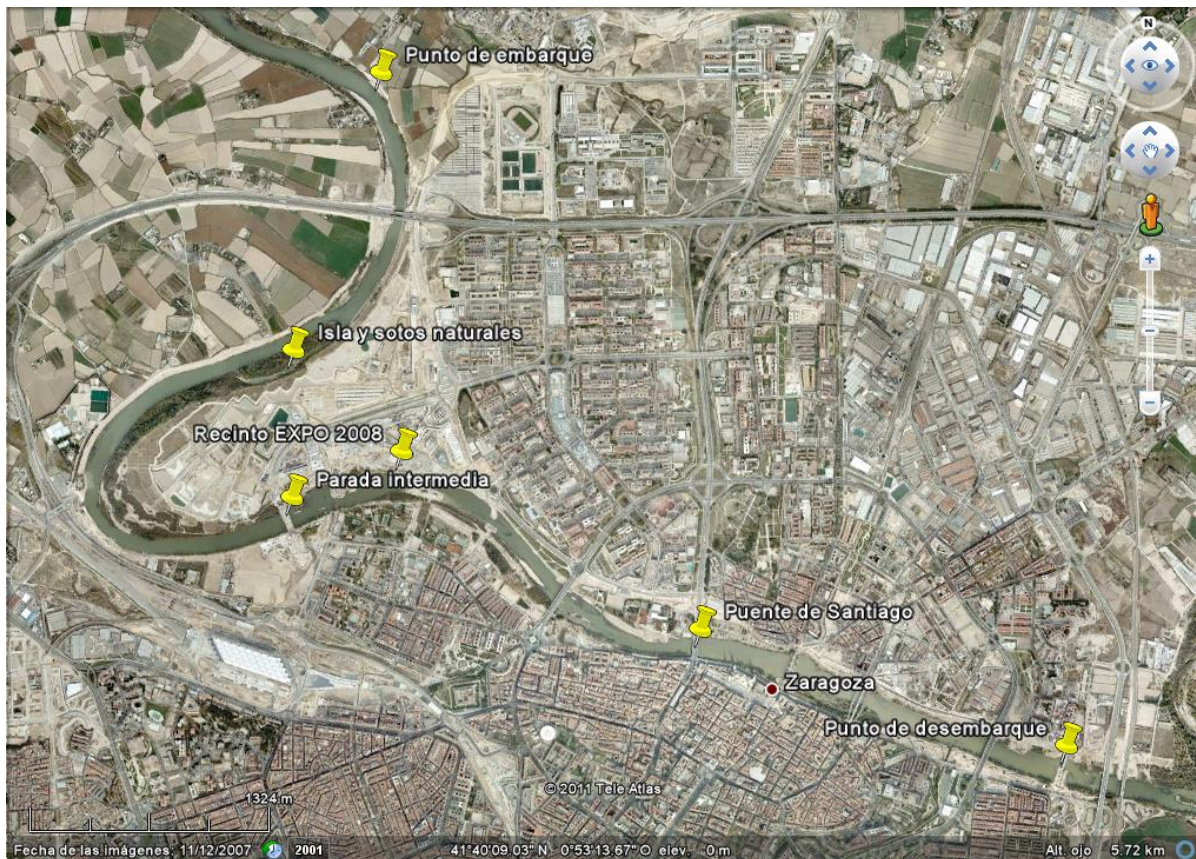 N
Punto de embarque
Isla y sotos naturales
Recinto EXPO 2008
Parada intermedia
Puente de Santiago
Zaragoza
Punto de desembarque
1324 m
© 2011 Tele Atlas
Fecha de las imágenes: 11/12/2007 2001 41°40'09.03" N 0°53'13.67" O elev. 0 m Alt. ojo 5.72 km